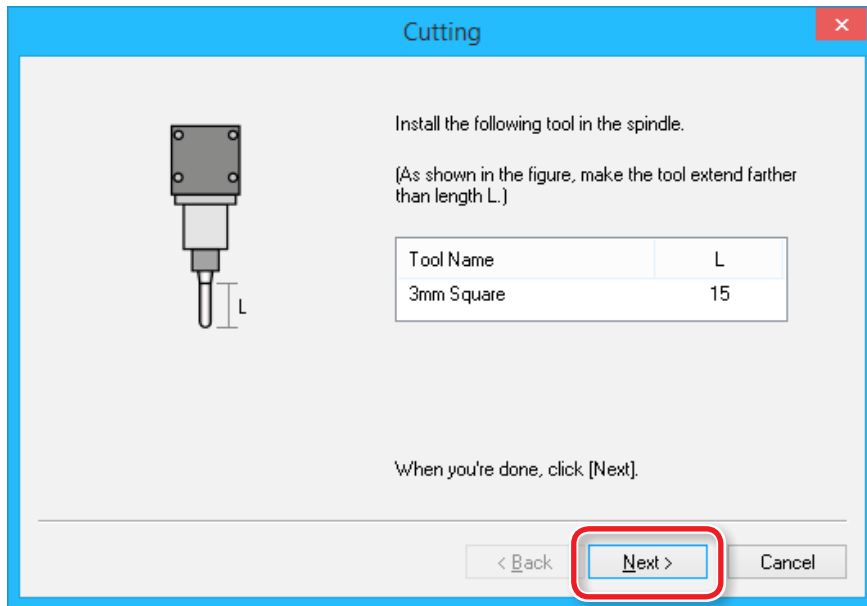 Cutting
Install the following tool in the spindle.
(As shown in the figure, make the tool extend farther
than length L.)
Tool Name L
3mm Square 15
L
When you're done, click [Next].
< Back Next > Cancel